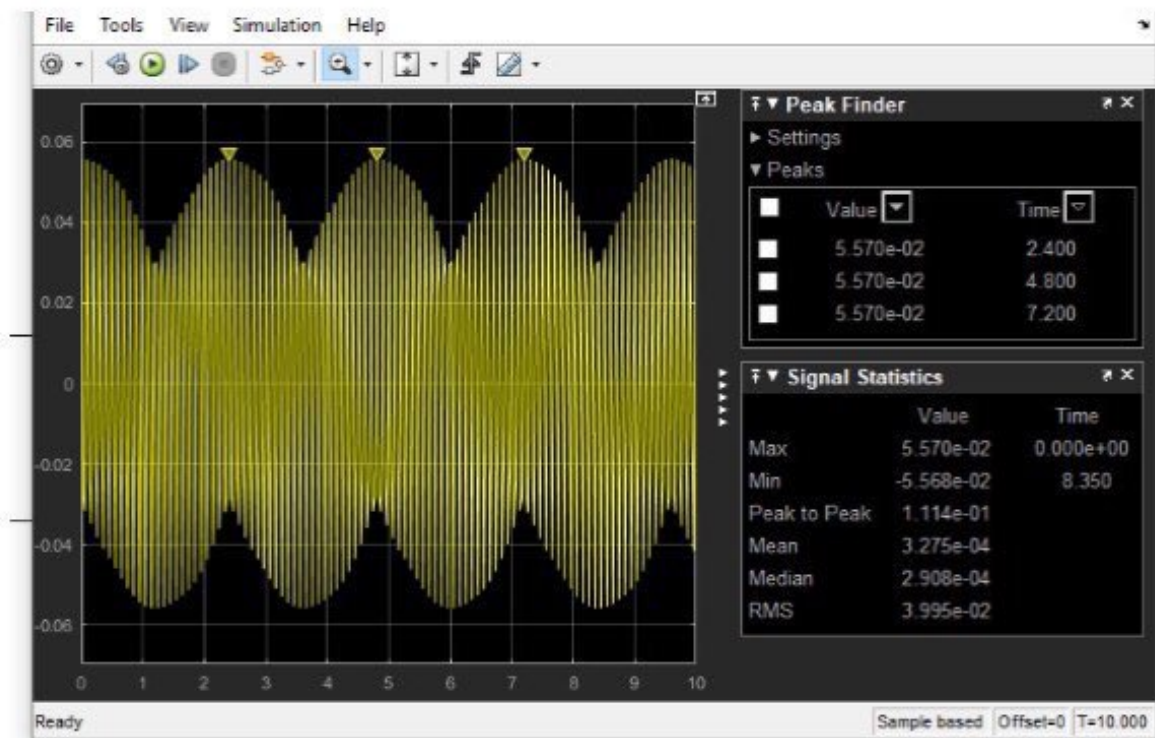 File Tools View Simulation Help
Peak Finder
Settings
Peaks
Value Time
5.570e-02 2.400
5.570e-02 4.800
5.570e-02 7.200
Signal Statistics
Value Time
Max 5.570e-02 0.000e+00
Min -5.568e-02 8.350
Peak to Peak 1.114e-01
Mean 3.275e-04
Median 2.908e-04
RMS 3.995e-02
0.06
0.04
0.02
0
-0.02
-0.04
-0.06
0 1 2 3 4 5 6 7 8 9 10
Ready Sample based Offset=0 T=10.000